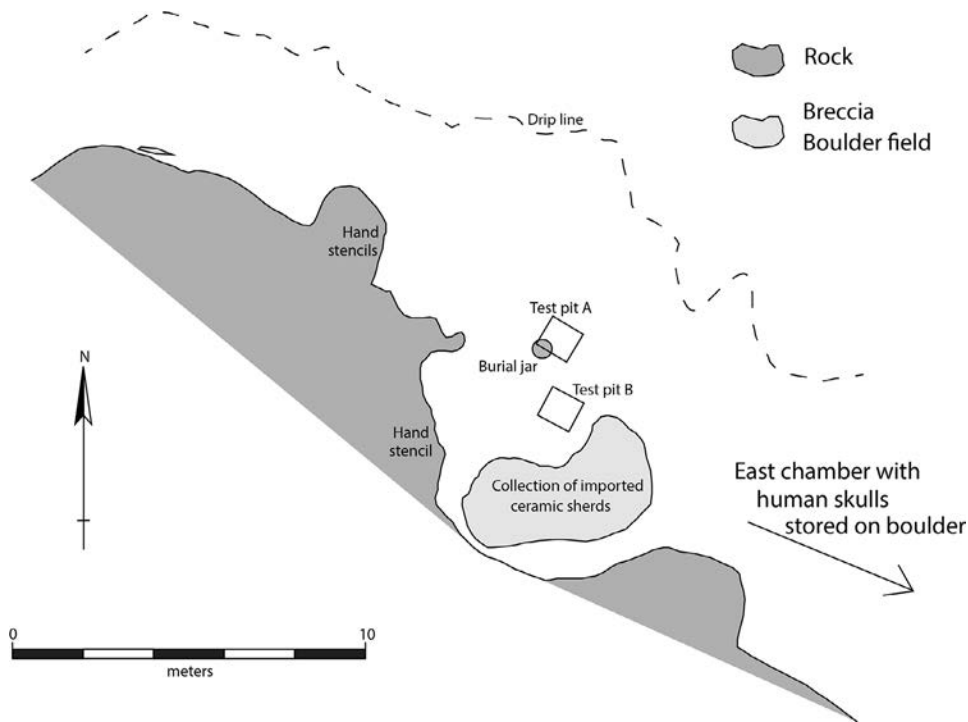 Rock
Breccia
Boulder field
Drip line
Hand
stencils
Test pit A
Burial jar
N
Test pit B
Hand
stencil
Collection of imported
ceramic sherds
East chamber with
human skulls
stored on boulder
0 10
meters